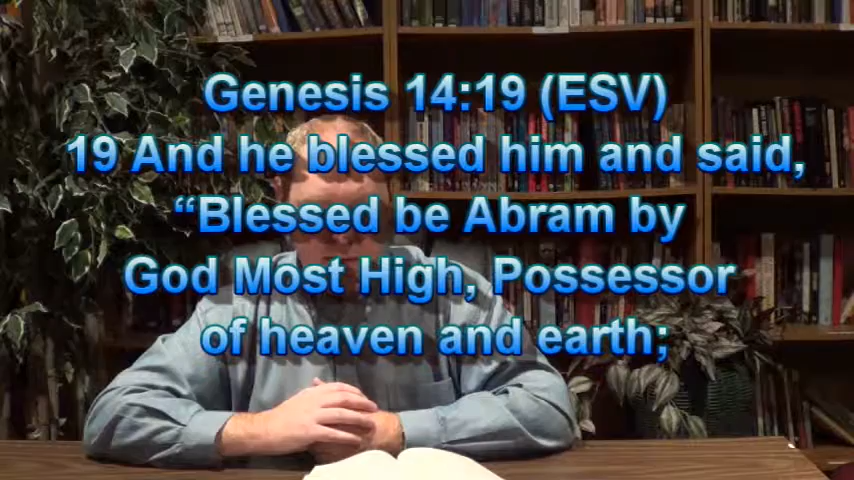 Genesis 14:19 (ESV)
19 And he blessed him and said,
“Blessed be Abram by
God Most High, Possessor
of heaven and earth;